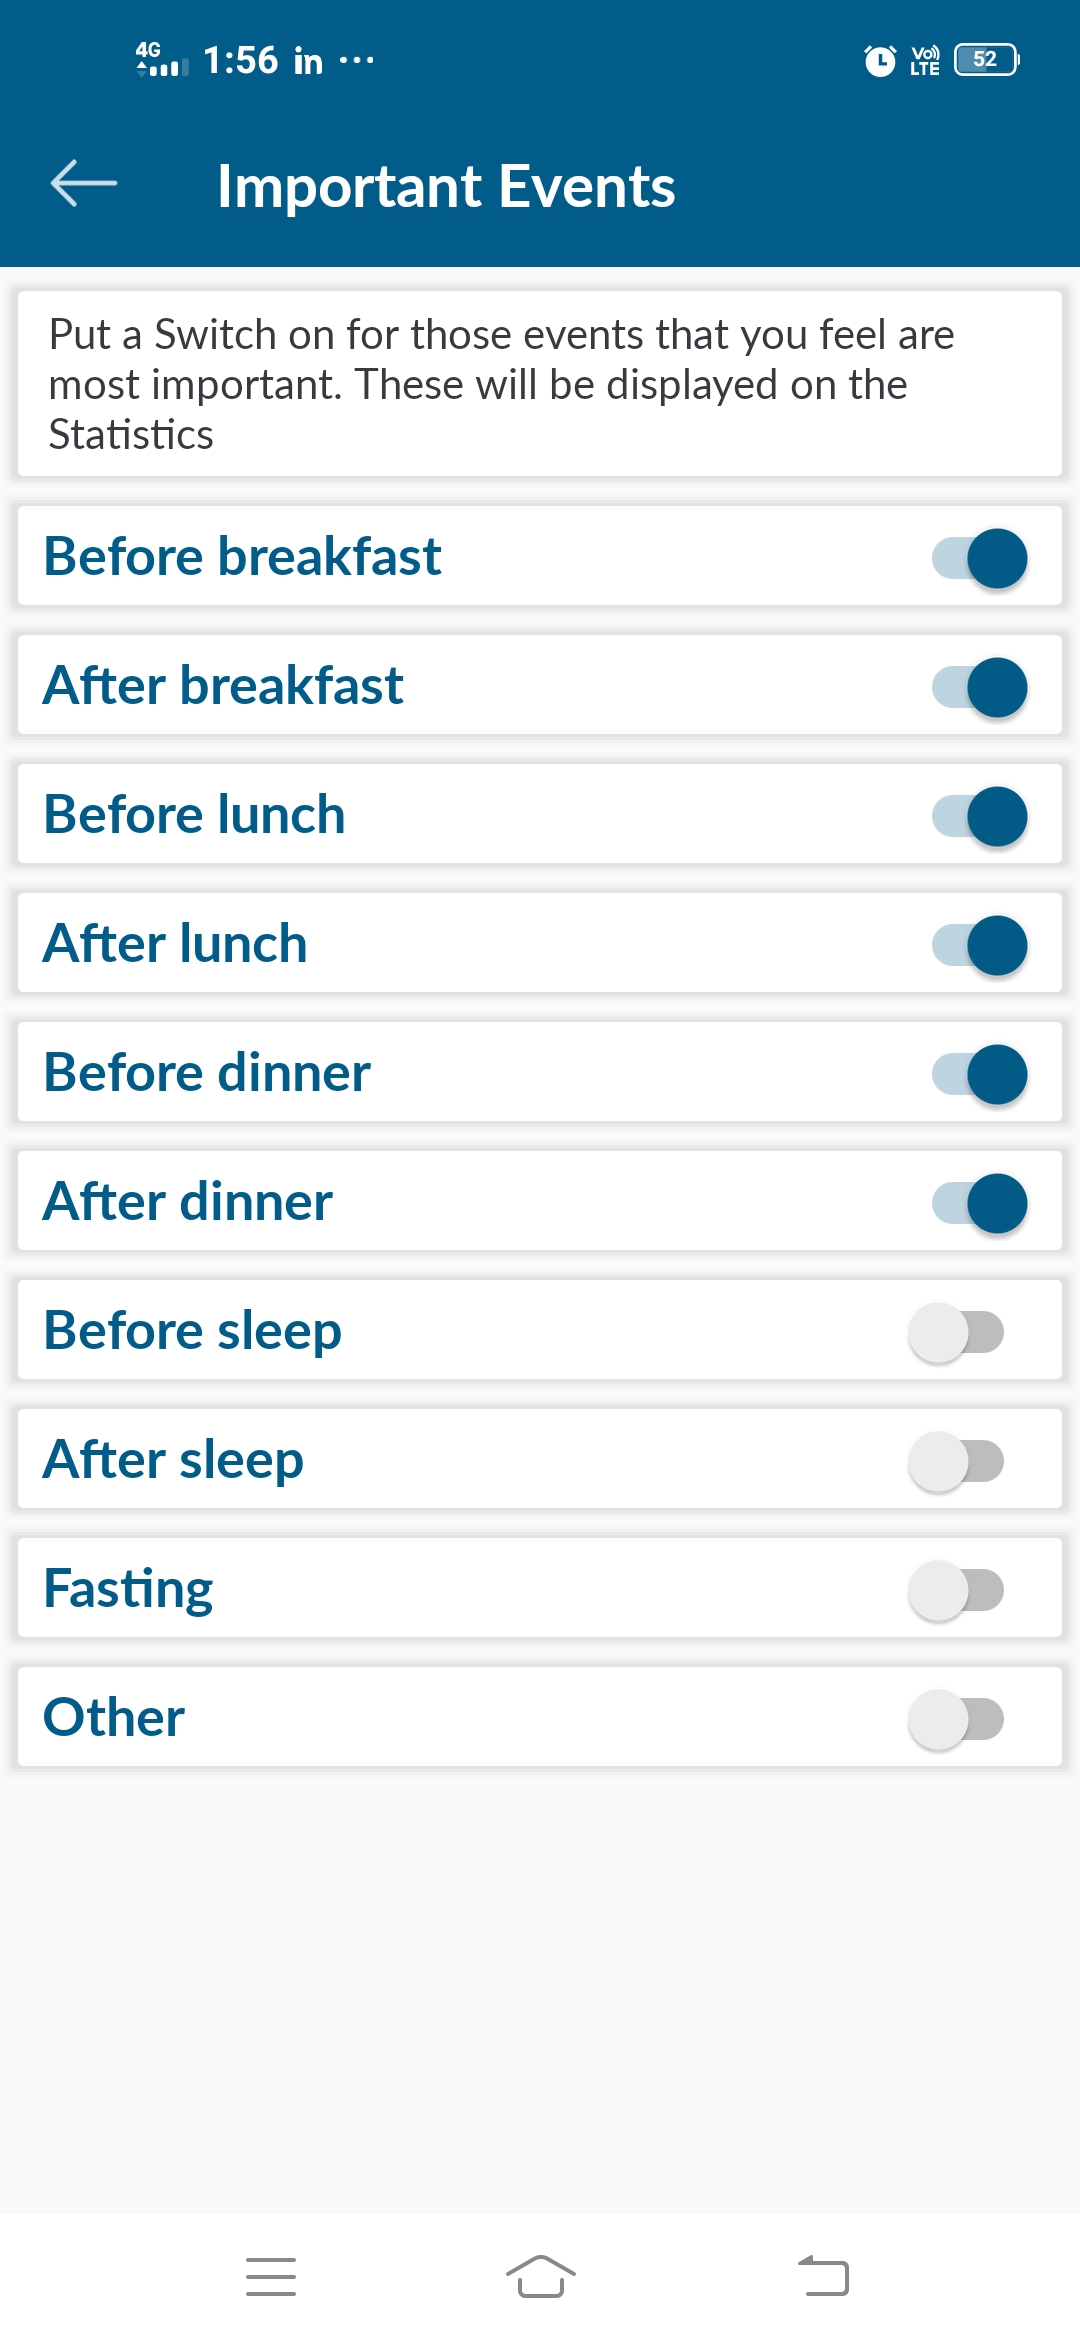 4G 1:56 in ... Vo) LTE 52
Important Events
Put a Switch on for those events that you feel are
most important. These will be displayed on the
Statistics
Before breakfast
After breakfast
Before lunch
After lunch
Before dinner
After dinner
Before sleep
After sleep
Fasting
Other